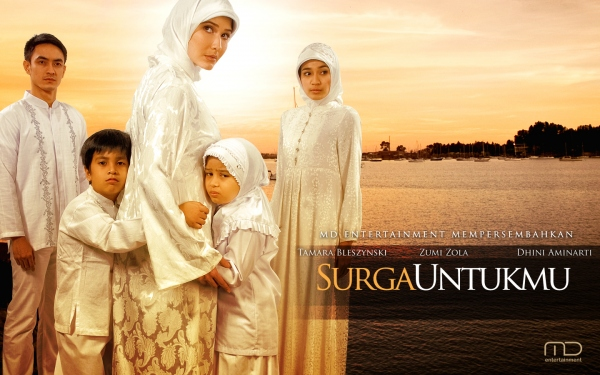 MD ENTERTAINMENT MEMPERSEMBAHKAN
TAMARA BLESZYNSKI ZUMI ZOLA DHINI AMINARTI
SURGAUNTUKMU
MD
entertainment